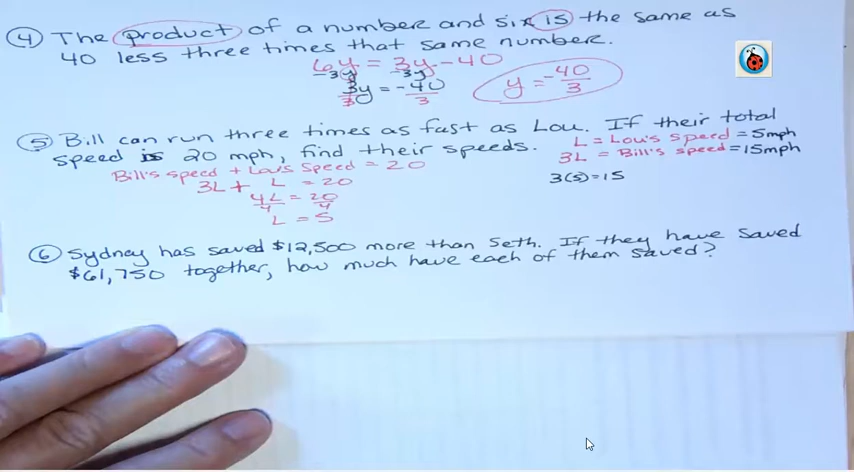 ④ The product of a number and six is the same as
40 less three times that same number.
6y = 3y - 40
-3y -3y
3y = -40
3 3
y = -40/3
⑤ Bill can run three times as fast as Lou. If their total
speed is 20 mph, find their speeds.
L = Lou's speed = 5mph
3L = Bill's speed = 15mph
3(5) = 15
Bill's speed + Lou's speed = 20
3L + L = 20
4L = 20
4 4
L = 5
⑥ Sydney has saved $12,500 more than Seth. If they have saved
$61,750 together, how much have each of them saved?